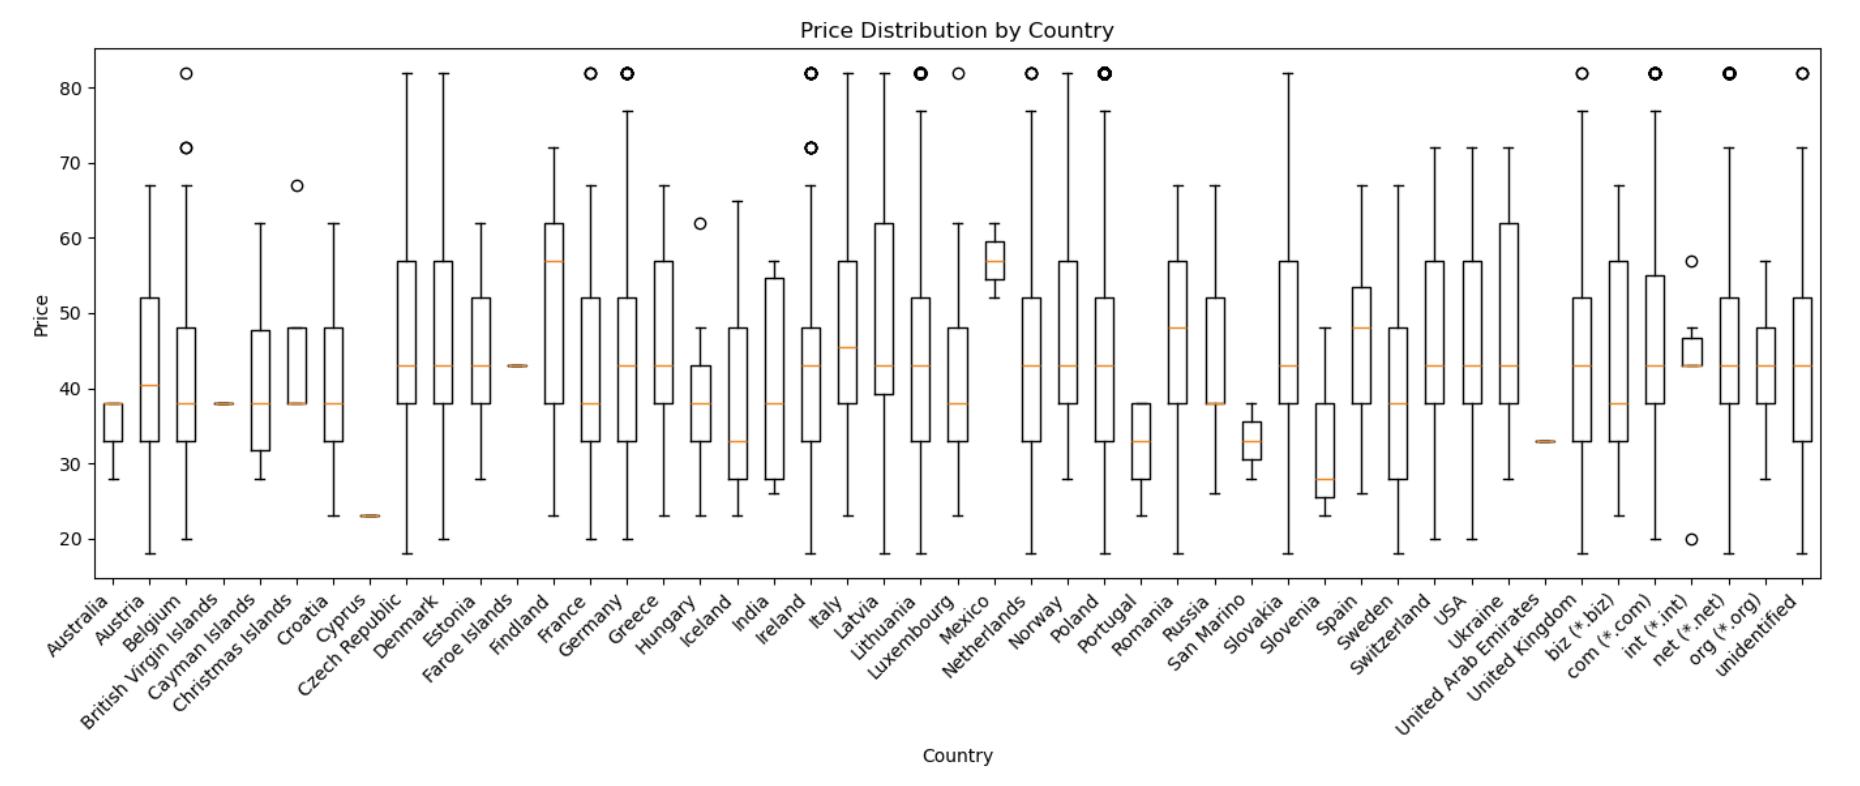 Price Distribution by Country
Price
80
70
60
50
40
30
20
Australia
Austria
Belgium
British Virgin Islands
Cayman Islands
Christmas Islands
Croatia
Cyprus
Czech Republic
Denmark
Estonia
Faroe Islands
Findland
France
Germany
Greece
Hungary
Iceland
India
Ireland
Italy
Latvia
Lithuania
Luxembourg
Mexico
Netherlands
Norway
Poland
Portugal
Romania
Russia
San Marino
Slovakia
Slovenia
Spain
Sweden
Switzerland
USA
Ukraine
United Arab Emirates
United Kingdom
biz (*.biz)
com (*.com)
int (*.int)
net (*.net)
org (*.org)
unidentified
Country